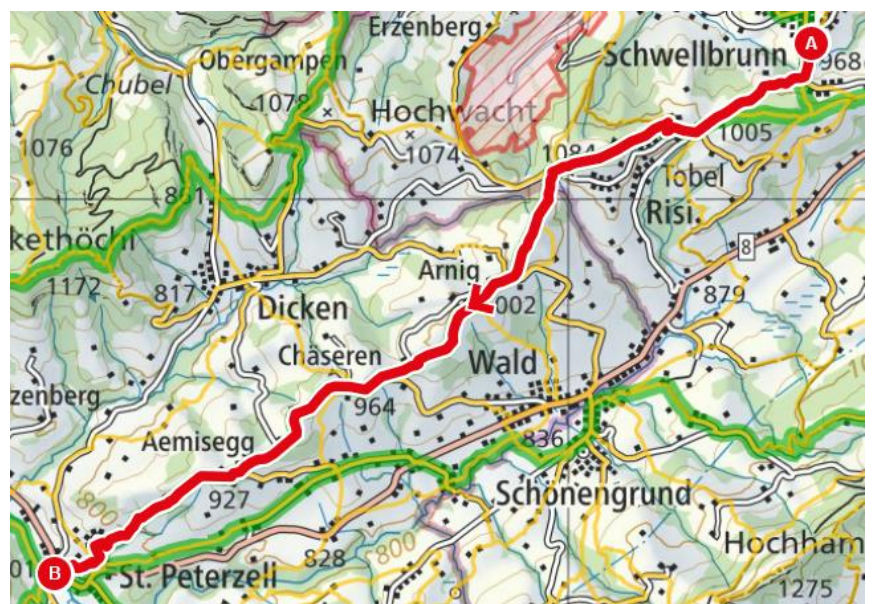 Erzenberg
A
Schwellbrunn
968
Obergampen
Chubel
1078
Hochwacht
1076
1074
1084
1005
Tobel
861
Risi.
kethöchi
8
Arnig
1172
817
Dicken
002
879
Chäseren
Wald
964
zenberg
836
Aemisegg
927
Schönengrund
800
Hochham
828
800
B
St. Peterzell
1275